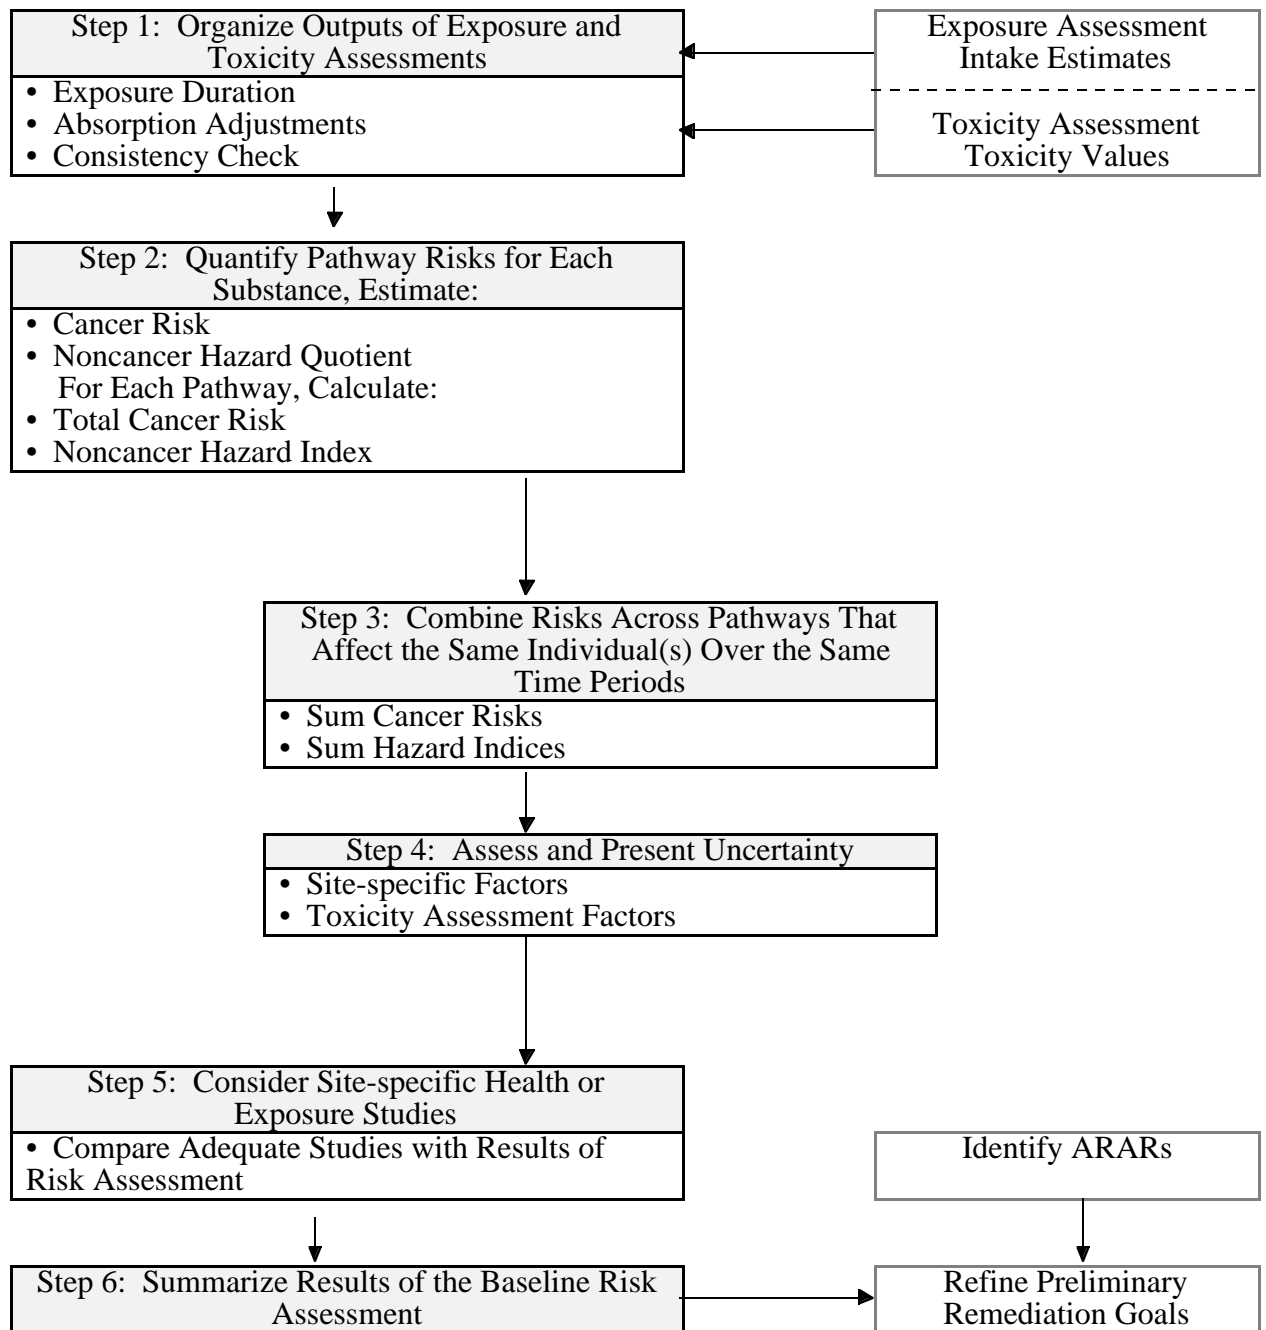 Step 1: Organize Outputs of Exposure and
Toxicity Assessments
• Exposure Duration
• Absorption Adjustments
• Consistency Check
Exposure Assessment
Intake Estimates
Toxicity Assessment
Toxicity Values
Step 2: Quantify Pathway Risks for Each
Substance, Estimate:
• Cancer Risk
• Noncancer Hazard Quotient
For Each Pathway, Calculate:
• Total Cancer Risk
• Noncancer Hazard Index
Step 3: Combine Risks Across Pathways That
Affect the Same Individual(s) Over the Same
Time Periods
• Sum Cancer Risks
• Sum Hazard Indices
Step 4: Assess and Present Uncertainty
• Site-specific Factors
• Toxicity Assessment Factors
Step 5: Consider Site-specific Health or
Exposure Studies
• Compare Adequate Studies with Results of
Risk Assessment
Identify ARARs
Step 6: Summarize Results of the Baseline Risk
Assessment
Refine Preliminary
Remediation Goals